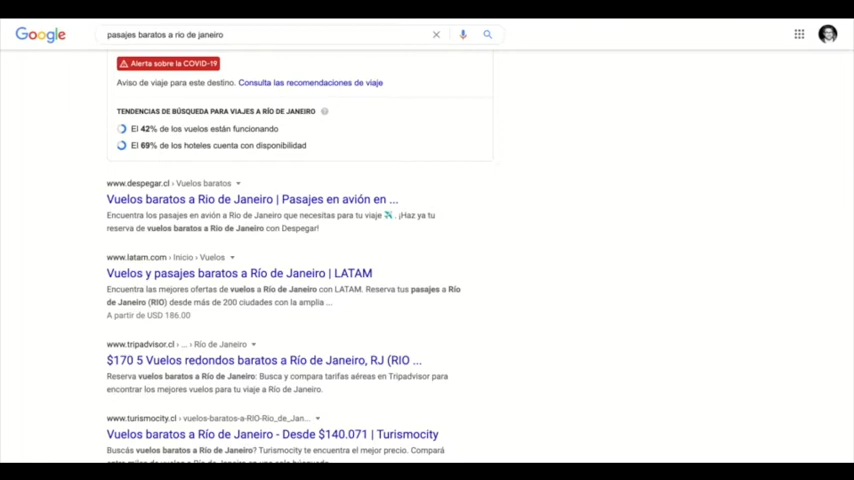 Google
pasajes baratos a rio de janeiro
Alerta sobre la COVID-19
Aviso de viaje para este destino. Consulta las recomendaciones de viaje
TENDENCIAS DE BÚSQUEDA PARA VIAJES A RÍO DE JANEIRO
El 42% de los vuelos están funcionando
El 69% de los hoteles cuenta con disponibilidad
www.despegar.cl › Vuelos baratos
Vuelos baratos a Rio de Janeiro | Pasajes en avión en ...
Encuentra los pasajes en avión a Rio de Janeiro que necesitas para tu viaje ✈️. ¡Haz ya tu
reserva de vuelos baratos a Rio de Janeiro con Despegar!
www.latam.com › Inicio › Vuelos
Vuelos y pasajes baratos a Río de Janeiro | LATAM
Encuentra las mejores ofertas de vuelos a Río de Janeiro con LATAM. Reserva tus pasajes a Río
de Janeiro (RIO) desde más de 200 ciudades con la amplia ...
A partir de USD 186.00
www.tripadvisor.cl › ... › Río de Janeiro
$170 5 Vuelos redondos baratos a Río de Janeiro, RJ (RIO ...
Reserva vuelos baratos a Río de Janeiro: Busca y compara tarifas aéreas en Tripadvisor para
encontrar los mejores vuelos para tu viaje a Río de Janeiro.
www.turismocity.cl › vuelos-baratos-a-RIO-Rio_de_Jan...
Vuelos baratos a Río de Janeiro - Desde $140.071 | Turismocity
Buscás vuelos baratos a Río de Janeiro? Turismocity te encuentra el mejor precio. Compará